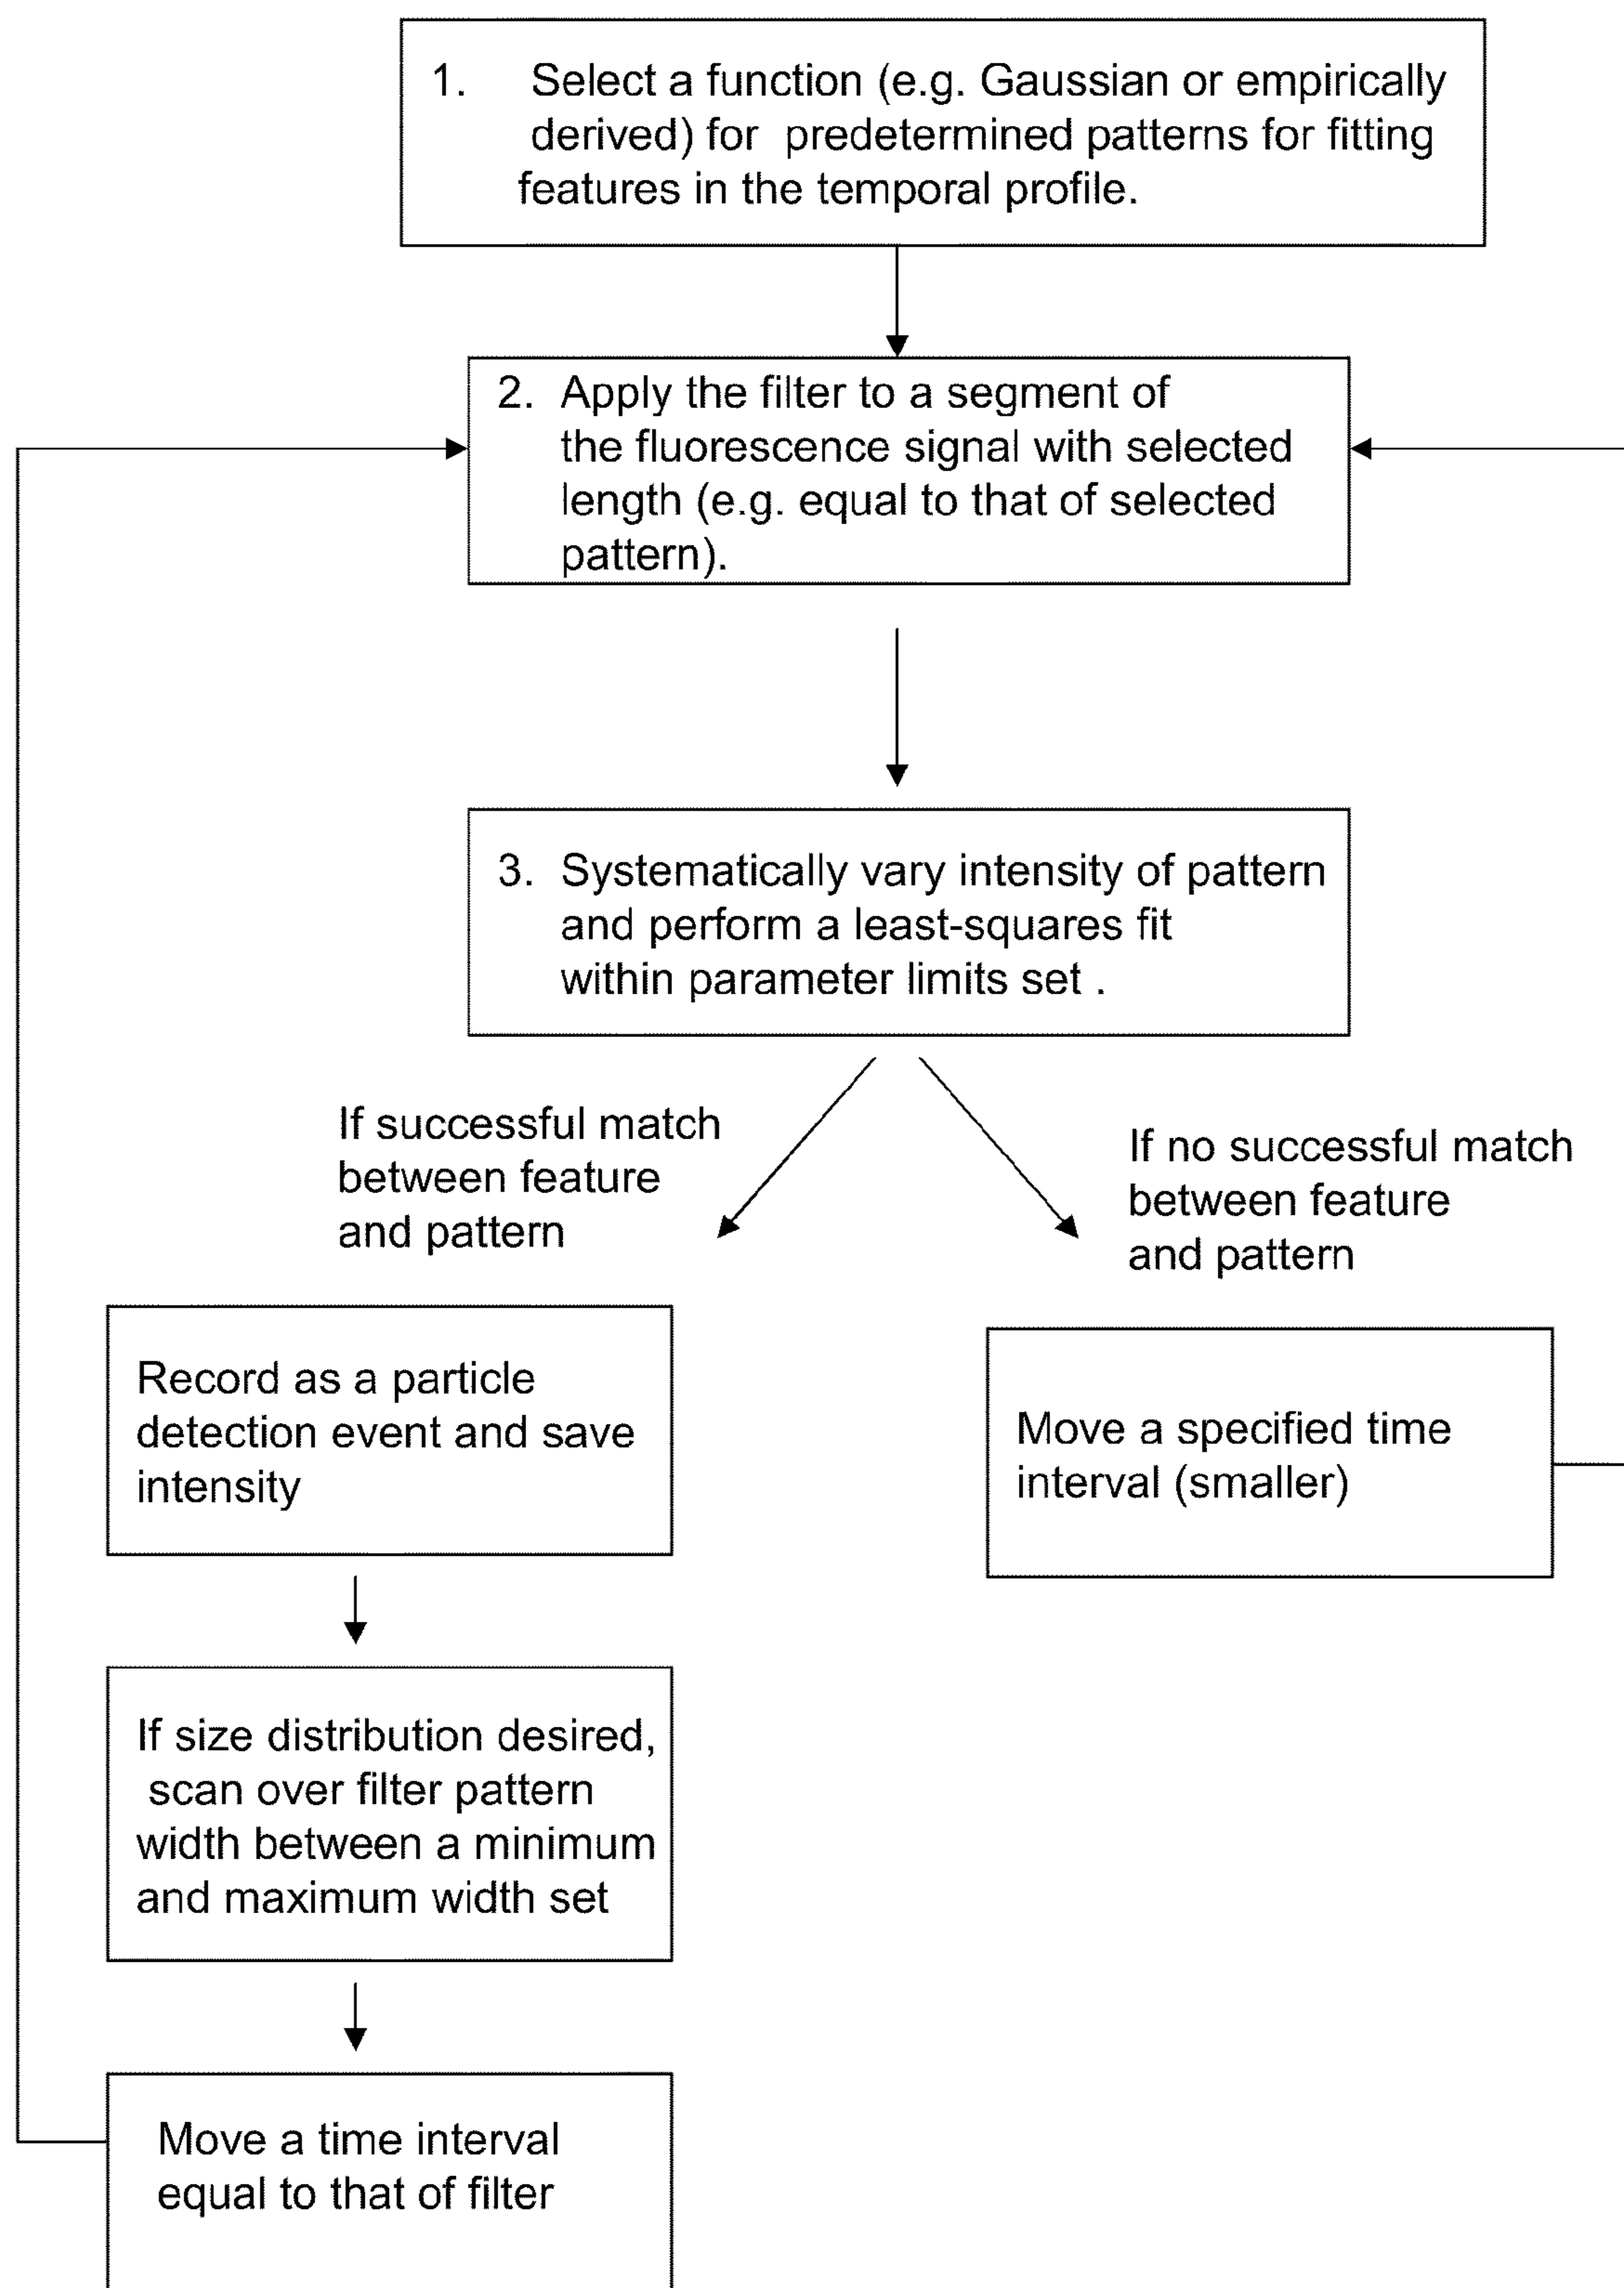 1. Select a function (e.g. Gaussian or empirically
derived) for predetermined patterns for fitting
features in the temporal profile.
2. Apply the filter to a segment of
the fluorescence signal with selected
length (e.g. equal to that of selected
pattern).
3. Systematically vary intensity of pattern
and perform a least-squares fit
within parameter limits set .
If successful match
between feature
and pattern
If no successful match
between feature
and pattern
Record as a particle
detection event and save
intensity
Move a specified time
interval (smaller)
If size distribution desired,
scan over filter pattern
width between a minimum
and maximum width set
Move a time interval
equal to that of filter